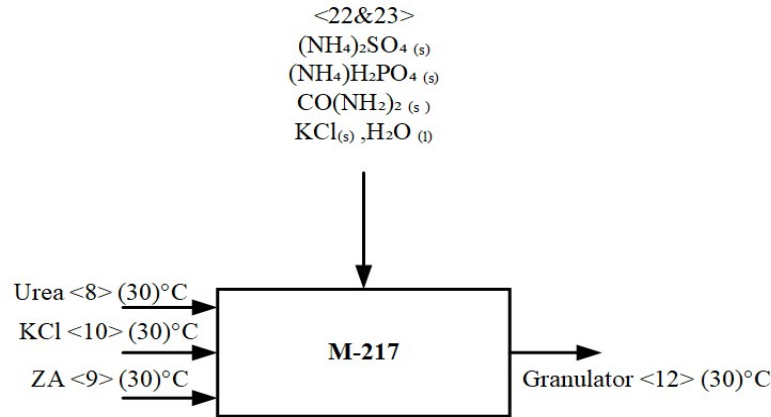 <22&23>
(NH₄)₂SO₄ (s)
(NH₄)H₂PO₄ (s)
CO(NH₂)₂ (s )
KCl(s) ,H₂O (l)
Urea <8> (30)°C
KCl <10> (30)°C
M-217
ZA <9> (30)°C
Granulator <12> (30)°C